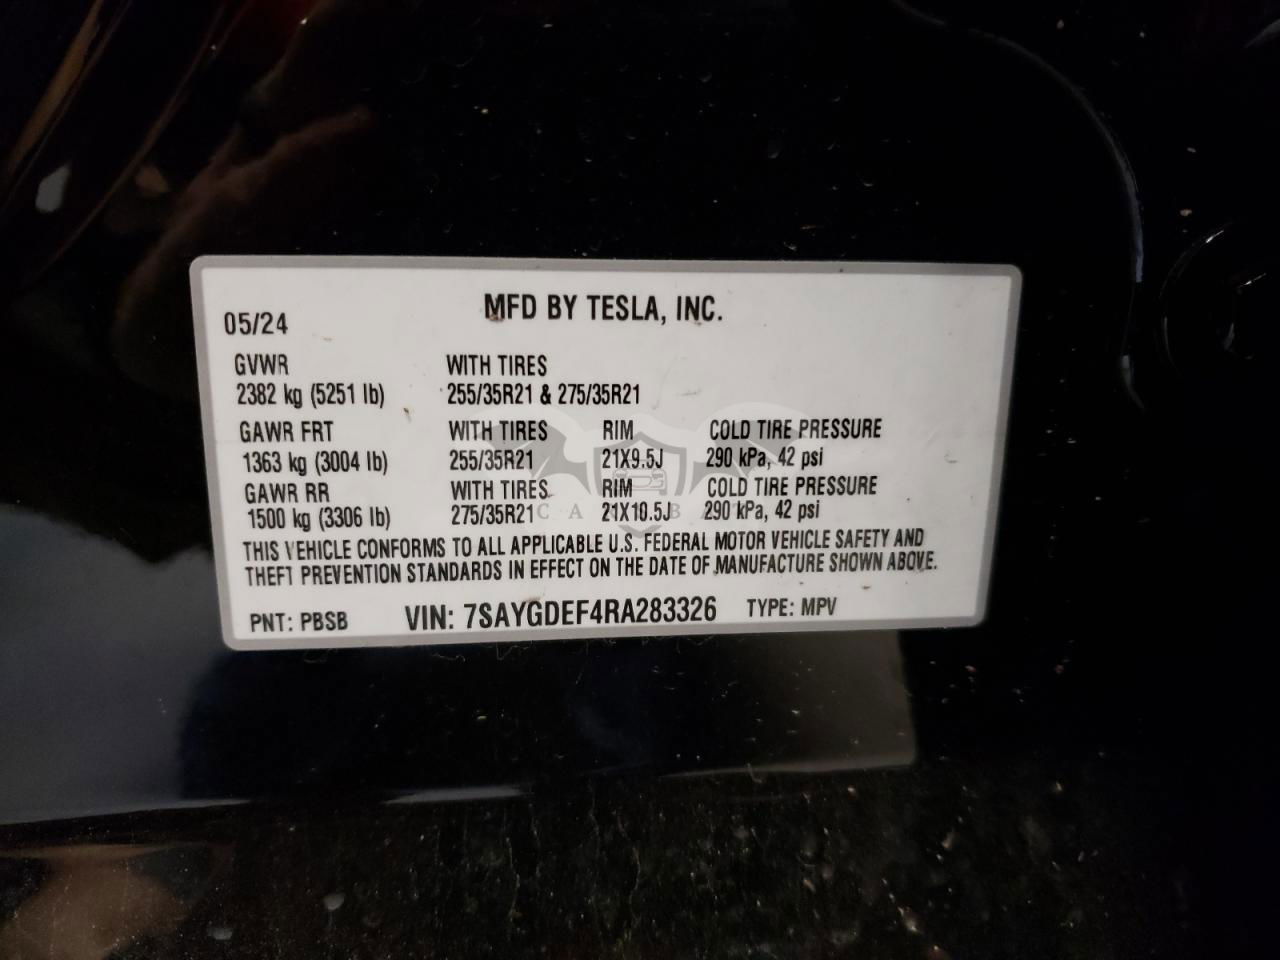 MFD BY TESLA, INC.
05/24
GVWR WITH TIRES
2382 kg (5251 lb) 255/35R21 & 275/35R21
GAWR FRT WITH TIRES RIM COLD TIRE PRESSURE
1363 kg (3004 lb) 255/35R21 21X9.5J 290 kPa, 42 psi
GAWR RR WITH TIRES RIM COLD TIRE PRESSURE
1500 kg (3306 lb) 275/35R21 21X10.5J 290 kPa, 42 psi
THIS VEHICLE CONFORMS TO ALL APPLICABLE U.S. FEDERAL MOTOR VEHICLE SAFETY AND
THEFT PREVENTION STANDARDS IN EFFECT ON THE DATE OF MANUFACTURE SHOWN ABOVE.
PNT: PBSB VIN: 7SAYGDEF4RA283326 TYPE: MPV